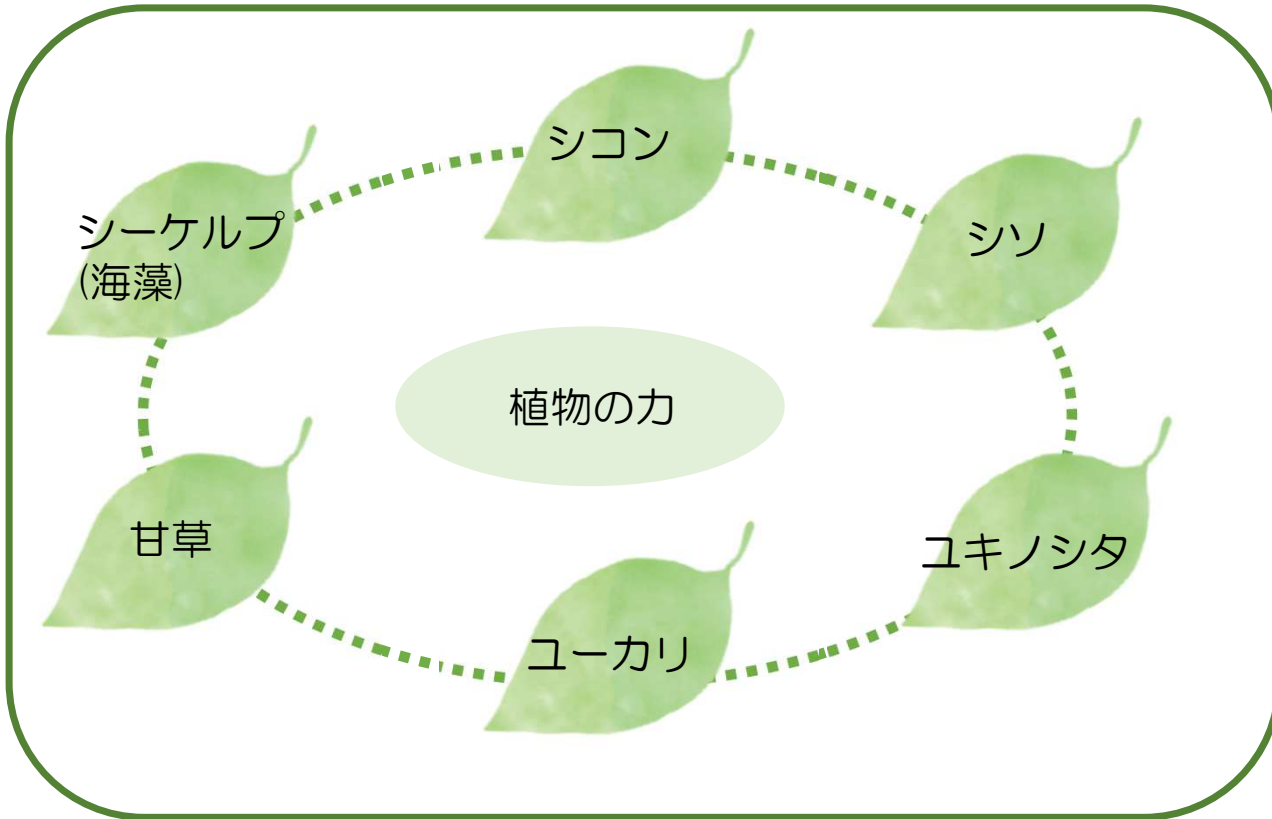 シコン
シーケルプ
(海藻)
シソ
植物の力
甘草
ユキノシタ
ユーカリ